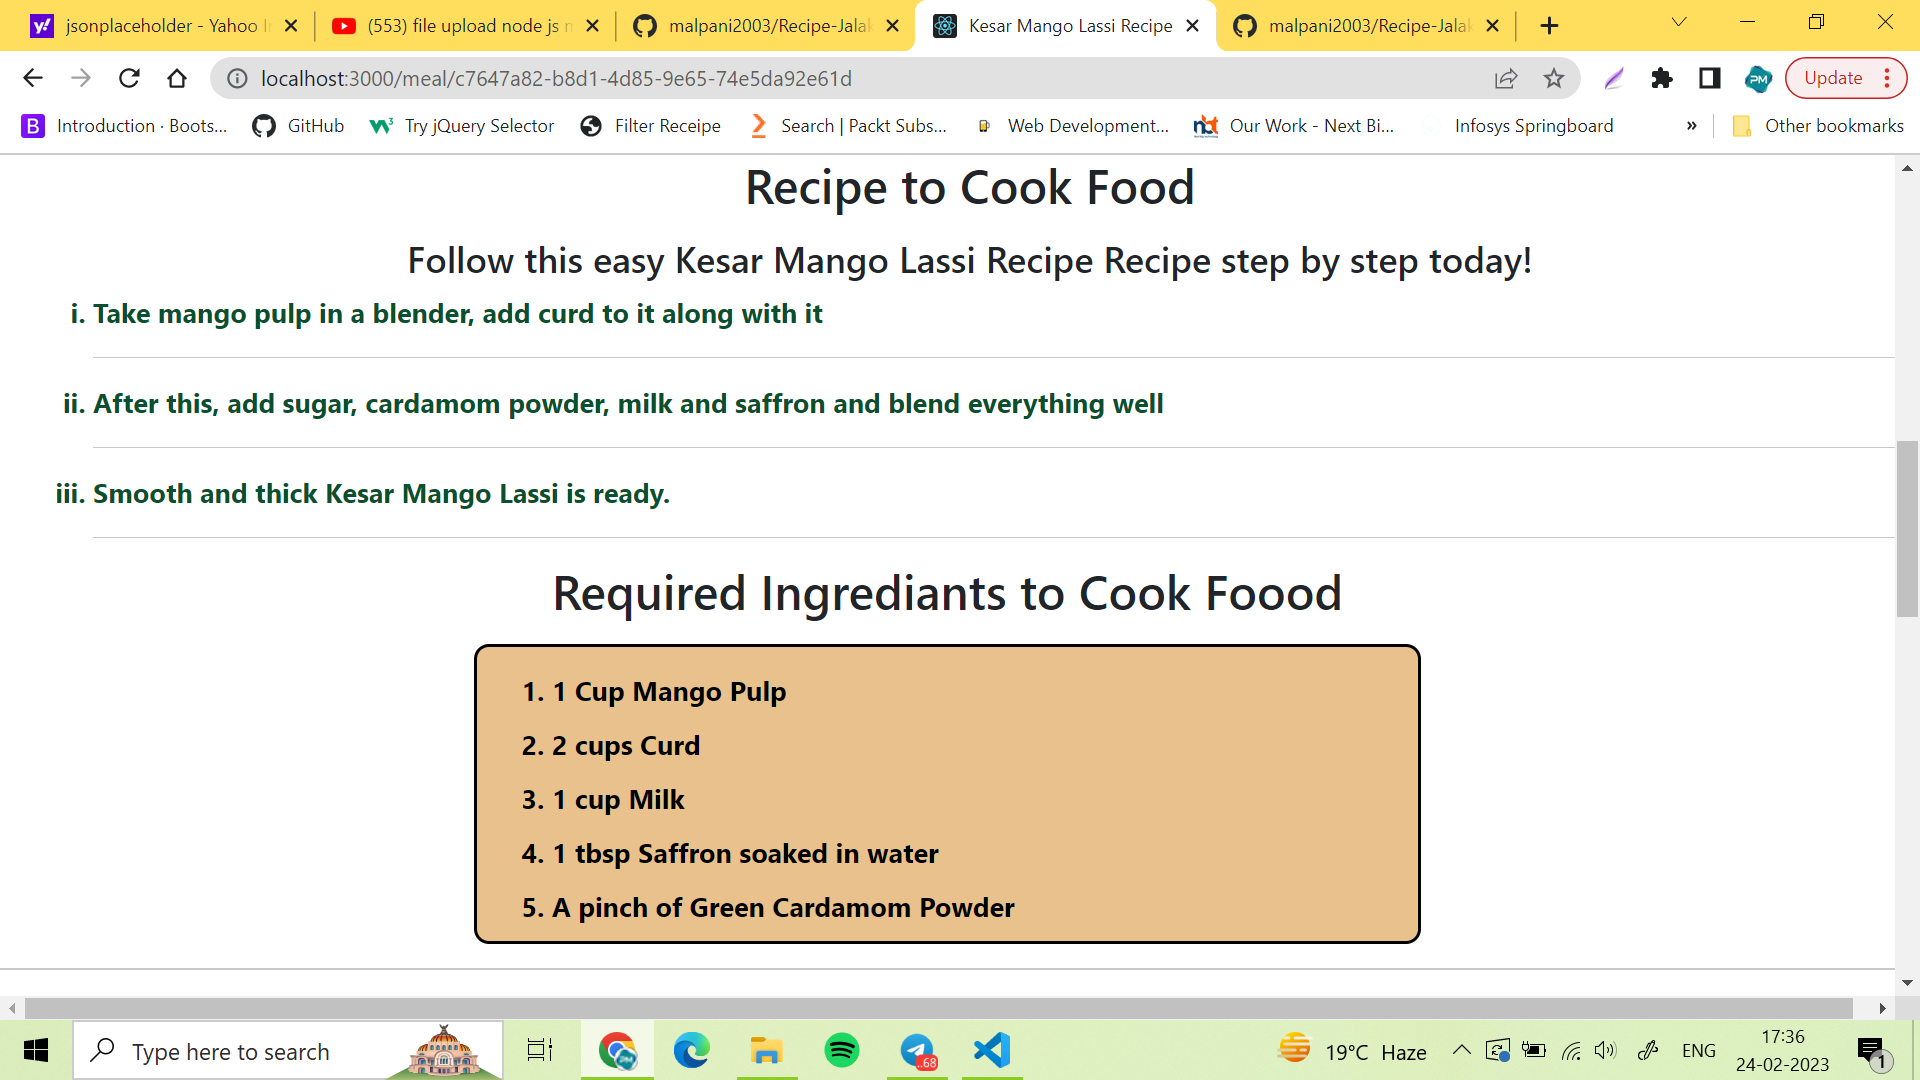 jsonplaceholder - Yahoo I
(553) file upload node js n
malpani2003/Recipe-Jalak
Kesar Mango Lassi Recipe
malpani2003/Recipe-Jalak
localhost:3000/meal/c7647a82-b8d1-4d85-9e65-74e5da92e61d
PM
Update
B Introduction · Boots...
GitHub
Try jQuery Selector
Filter Receipe
Search | Packt Subs...
Web Development...
Our Work - Next Bi...
Infosys Springboard
»
Other bookmarks
Recipe to Cook Food
Follow this easy Kesar Mango Lassi Recipe Recipe step by step today!
i. Take mango pulp in a blender, add curd to it along with it
ii. After this, add sugar, cardamom powder, milk and saffron and blend everything well
iii. Smooth and thick Kesar Mango Lassi is ready.
Required Ingrediants to Cook Foood
1. 1 Cup Mango Pulp
2. 2 cups Curd
3. 1 cup Milk
4. 1 tbsp Saffron soaked in water
5. A pinch of Green Cardamom Powder
Type here to search
..68
19°C Haze
ENG
17:36
24-02-2023
1